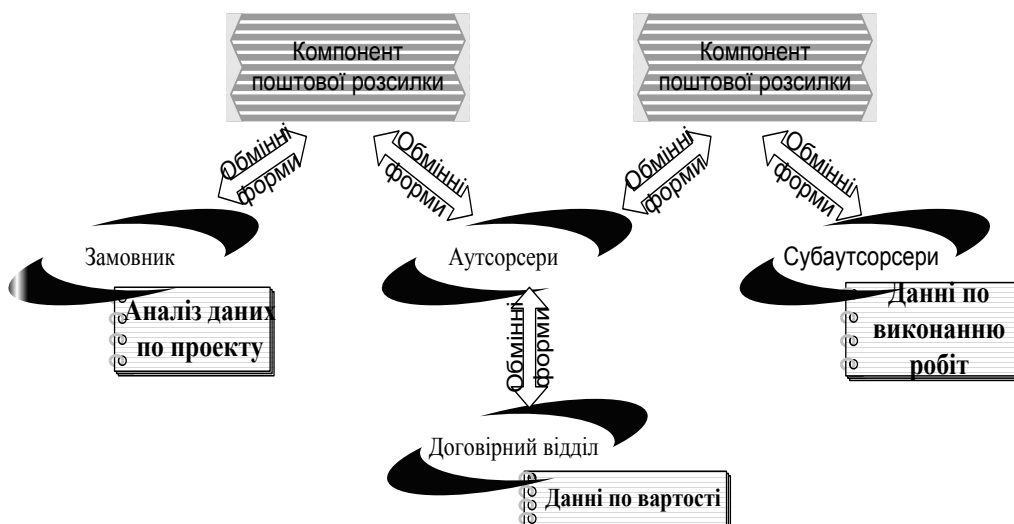 Компонент
поштової розсилки
Компонент
поштової розсилки
Обмінні
форми
Обмінні
форми
Обмінні
форми
Обмінні
форми
Замовник
Аутсорсери
Субаутсорсери
Аналіз даних
по проекту
Обмінні
форми
Данні по
виконанню
робіт
Договірний відділ
Данні по вартості